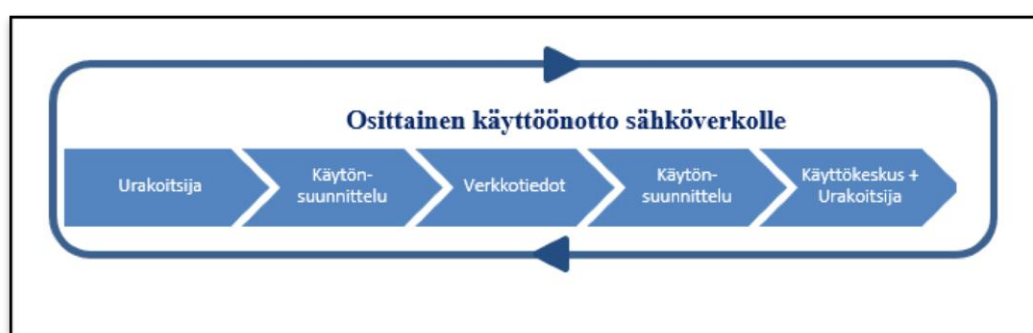 Osittainen käyttöönotto sähköverkolle
Urakoitsija
Käytön-
suunnittelu
Verkkotiedot
Käytön-
suunnittelu
Käyttökeskus +
Urakoitsija